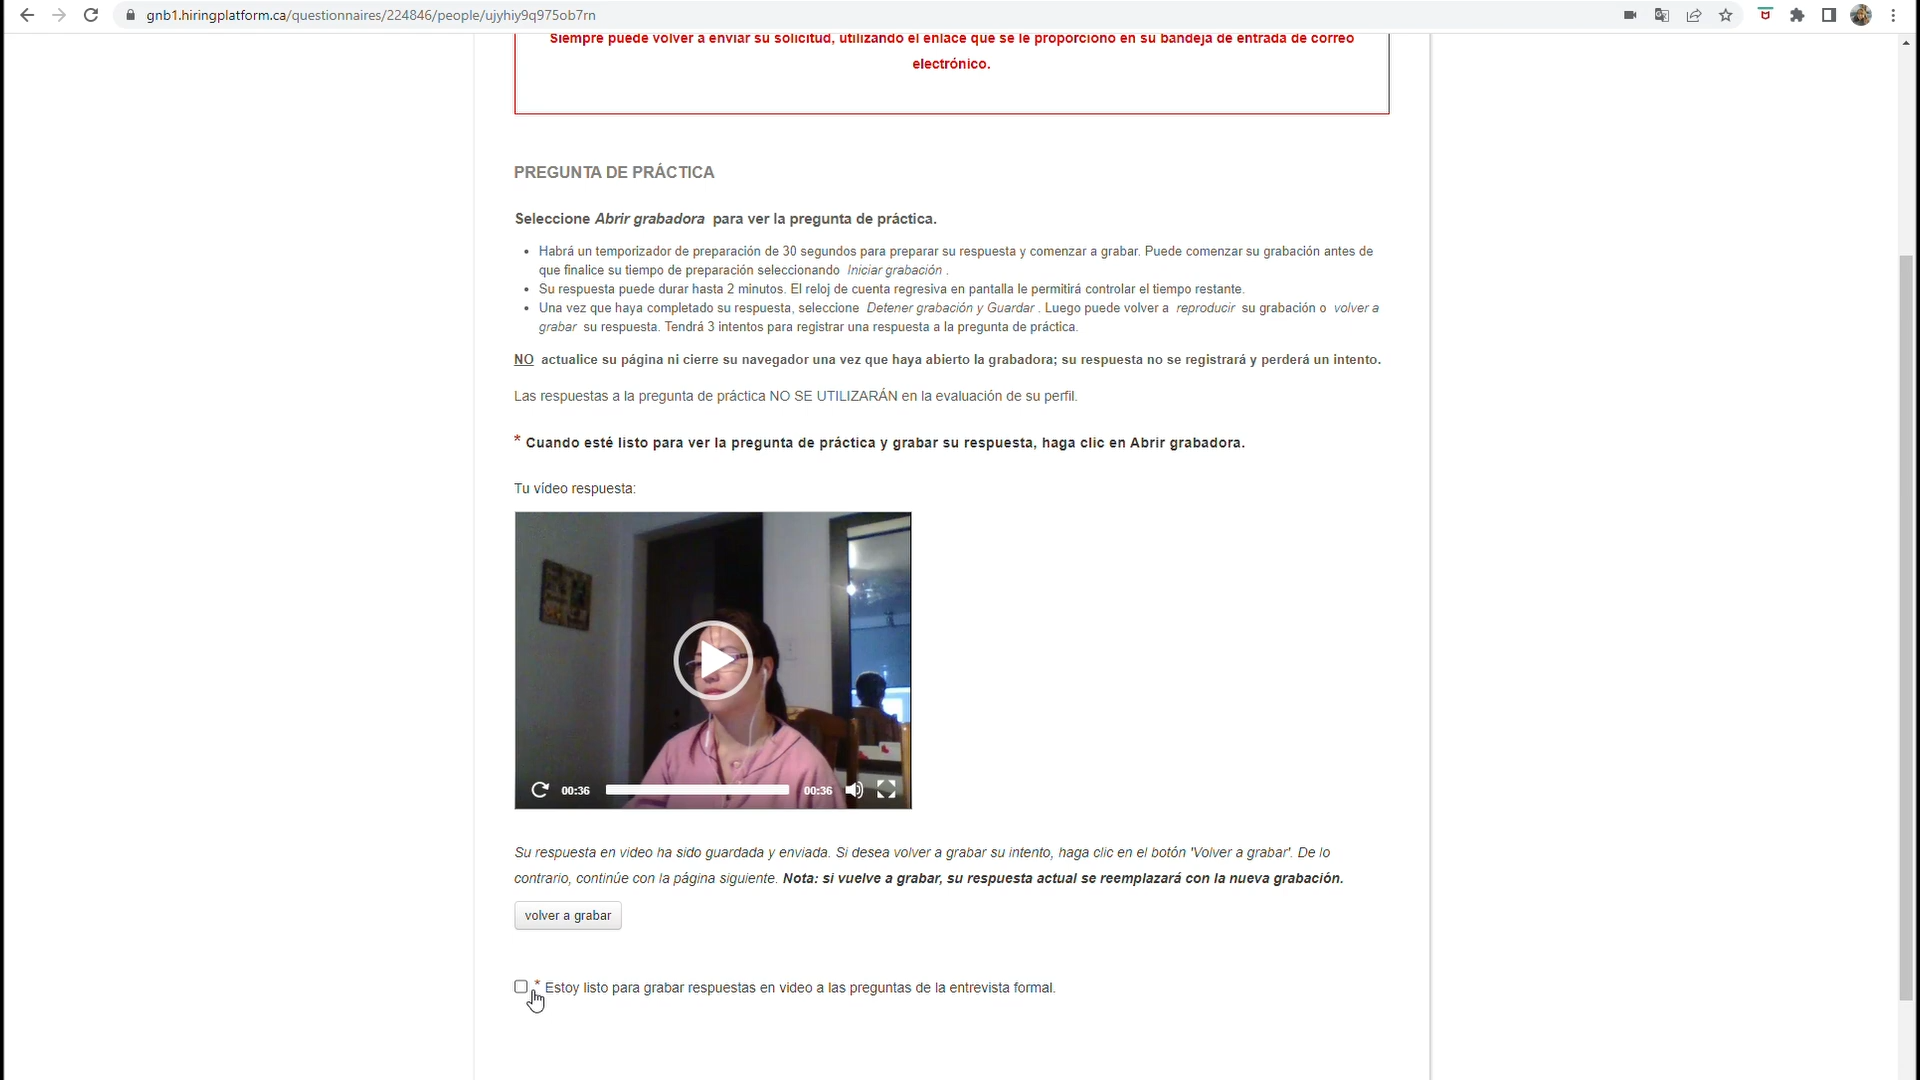 gnb1.hiringplatform.ca/questionnaires/224846/people/ujyhiy9q975ob7rn
Siempre puede volver a enviar su solicitud, utilizando el enlace que se le proporcionó en su bandeja de entrada de correo
electrónico.
PREGUNTA DE PRÁCTICA
Seleccione Abrir grabadora para ver la pregunta de práctica.
• Habrá un temporizador de preparación de 30 segundos para preparar su respuesta y comenzar a grabar. Puede comenzar su grabación antes de
que finalice su tiempo de preparación seleccionando Iniciar grabación .
• Su respuesta puede durar hasta 2 minutos. El reloj de cuenta regresiva en pantalla le permitirá controlar el tiempo restante.
• Una vez que haya completado su respuesta, seleccione Detener grabación y Guardar . Luego puede volver a reproducir su grabación o volver a
grabar su respuesta. Tendrá 3 intentos para registrar una respuesta a la pregunta de práctica.
NO actualice su página ni cierre su navegador una vez que haya abierto la grabadora; su respuesta no se registrará y perderá un intento.
Las respuestas a la pregunta de práctica NO SE UTILIZARÁN en la evaluación de su perfil.
* Cuando esté listo para ver la pregunta de práctica y grabar su respuesta, haga clic en Abrir grabadora.
Tu vídeo respuesta:
00:36 00:36
Su respuesta en video ha sido guardada y enviada. Si desea volver a grabar su intento, haga clic en el botón 'Volver a grabar'. De lo
contrario, continúe con la página siguiente. Nota: si vuelve a grabar, su respuesta actual se reemplazará con la nueva grabación.
volver a grabar
* Estoy listo para grabar respuestas en video a las preguntas de la entrevista formal.